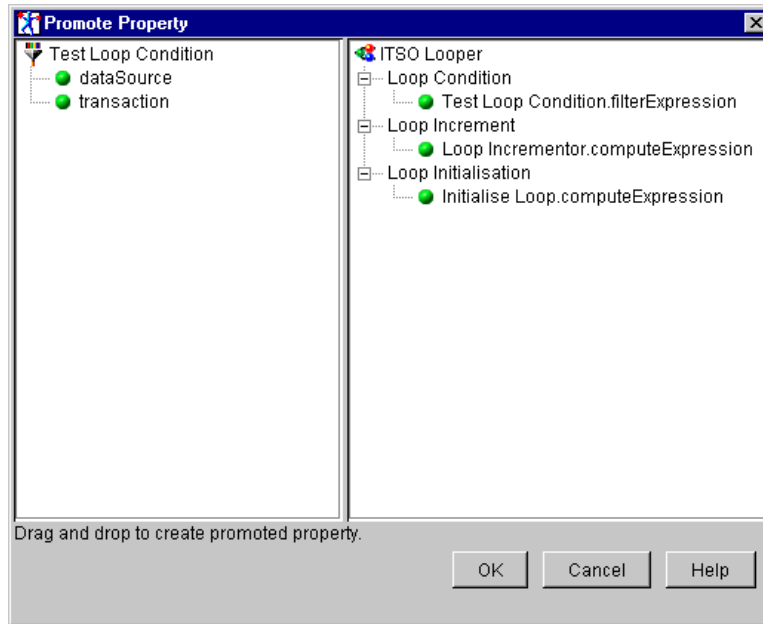 Promote Property
Test Loop Condition
dataSource
transaction
ITSO Looper
Loop Condition
Test Loop Condition.filterExpression
Loop Increment
Loop Incrementor.computeExpression
Loop Initialisation
Initialise Loop.computeExpression
Drag and drop to create promoted property.
OK
Cancel
Help